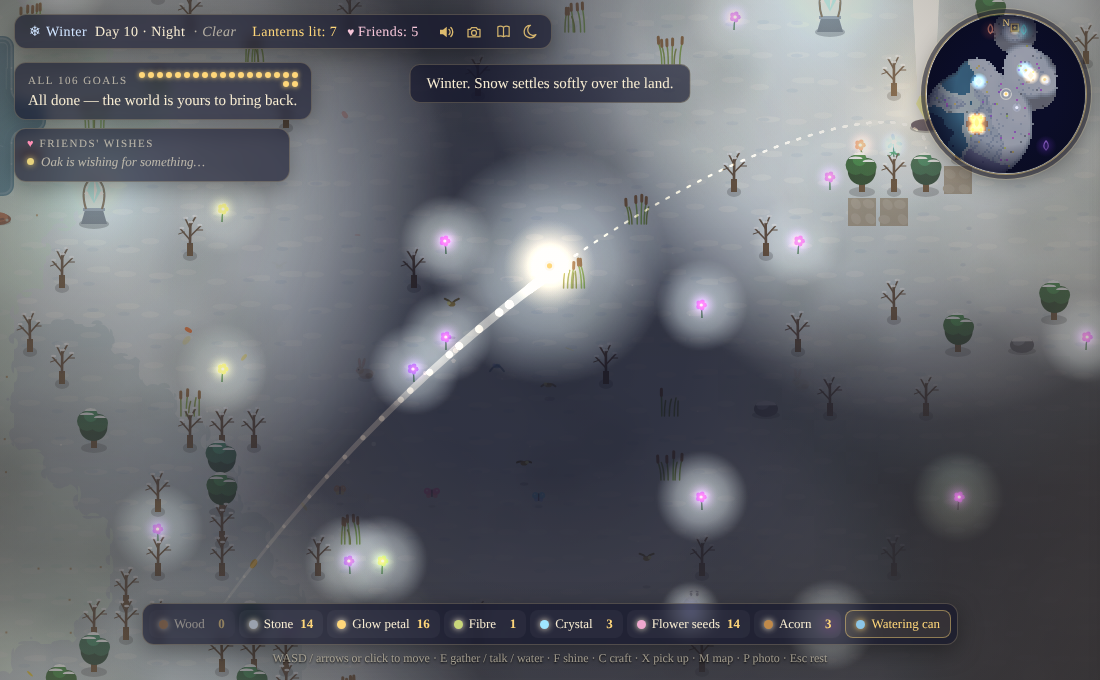 ❄ Winter Day 10 · Night · Clear Lanterns lit: 7 ♥ Friends: 5
N
ALL 106 GOALS
All done — the world is yours to bring back.
Winter. Snow settles softly over the land.
♥ FRIENDS' WISHES
Oak is wishing for something…
Wood 0 Stone 14 Glow petal 16 Fibre 1 Crystal 3 Flower seeds 14 Acorn 3 Watering can
WASD / arrows or click to move · E gather / talk / water · F shine · C craft · X pick up · M map · P photo · Esc rest